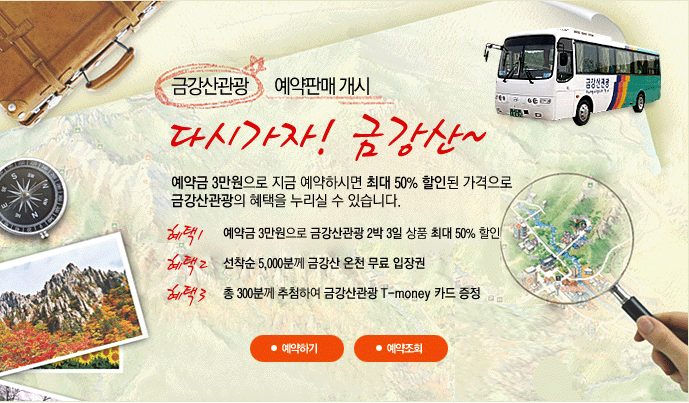 금강산관광 예약판매 개시
다시가자! 금강산~
예약금 3만원으로 지금 예약하시면 최대 50% 할인된 가격으로
금강산관광의 혜택을 누리실 수 있습니다.
혜택1 예약금 3만원으로 금강산관광 2박 3일 상품 최대 50% 할인
혜택2 선착순 5,000분께 금강산 온천 무료 입장권
혜택3 총 300분께 추첨하여 금강산관광 T-money 카드 증정
예약하기 예약조회
금강산관광